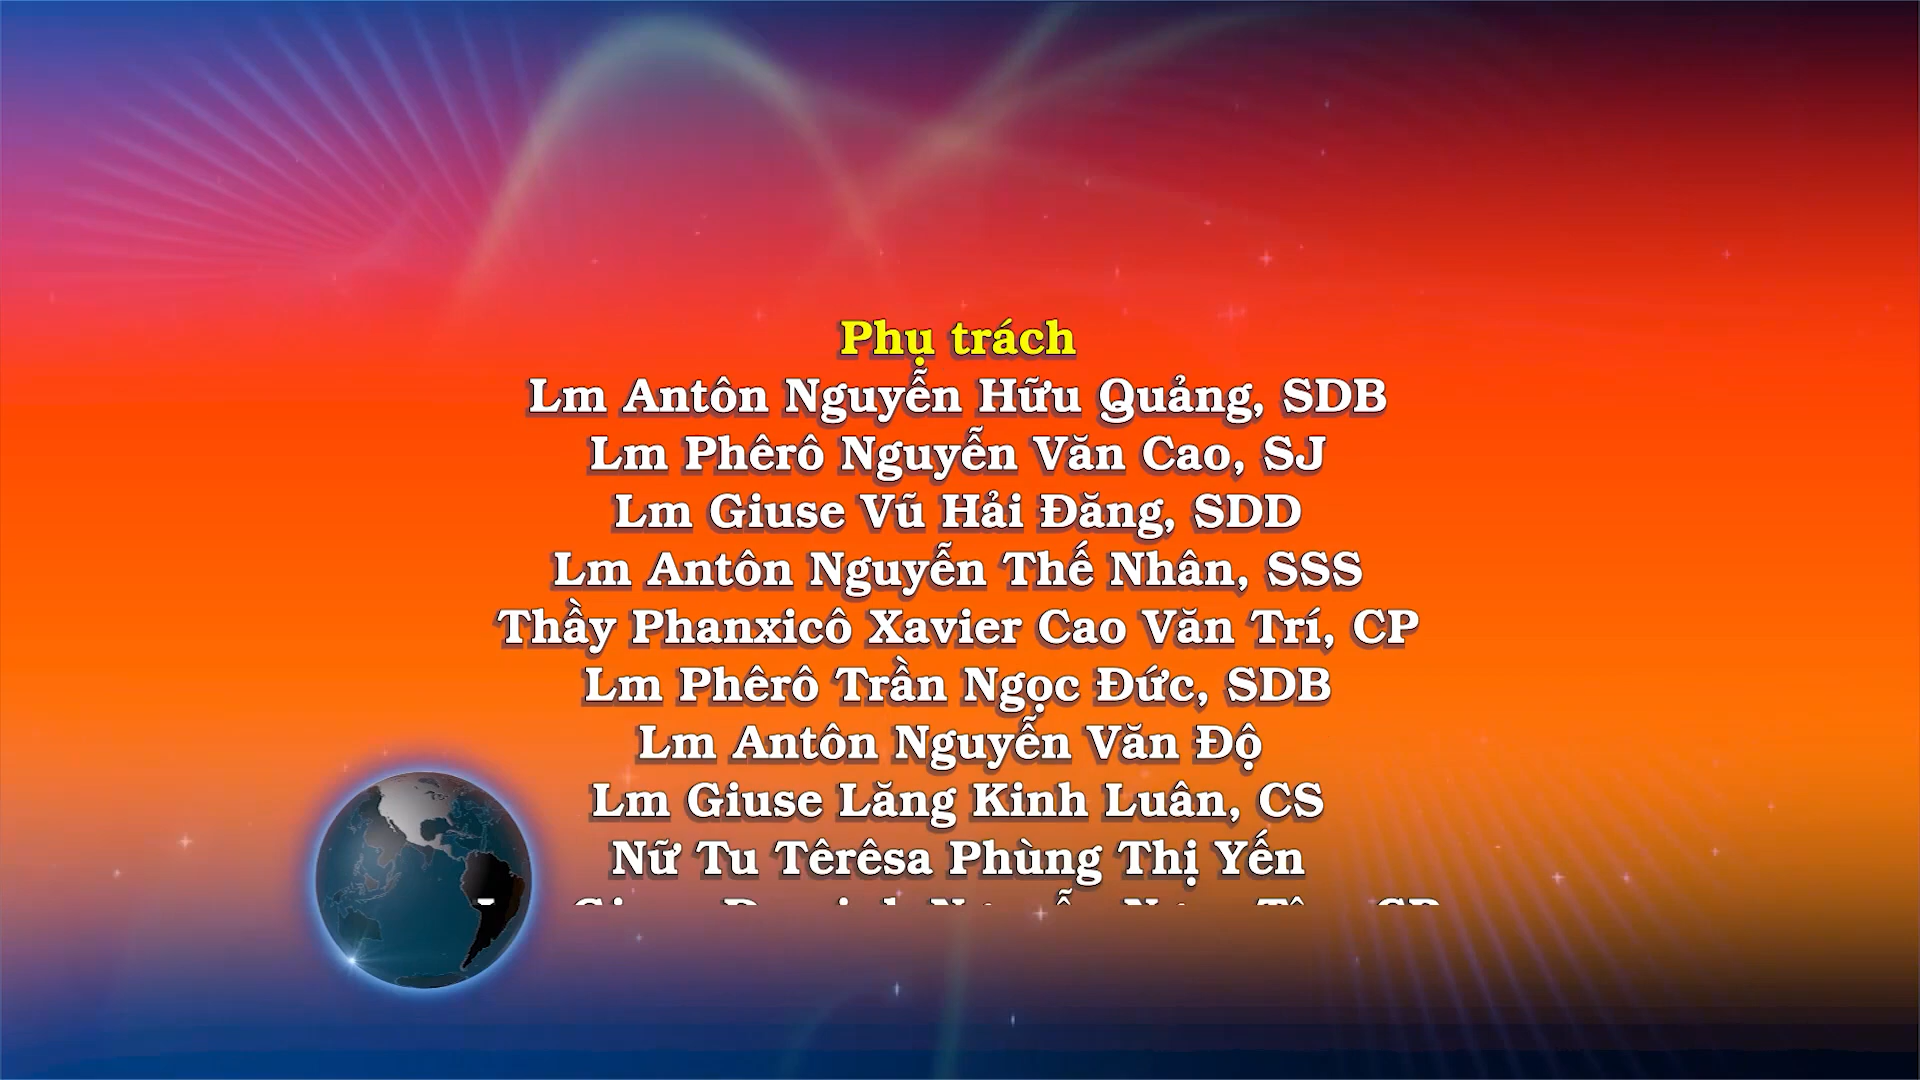 Phụ trách
Lm Antôn Nguyễn Hữu Quảng, SDB
Lm Phêrô Nguyễn Văn Cao, SJ
Lm Giuse Vũ Hải Đăng, SDD
Lm Antôn Nguyễn Thế Nhân, SSS
Thầy Phanxicô Xavier Cao Văn Trí, CP
Lm Phêrô Trần Ngọc Đức, SDB
Lm Antôn Nguyễn Văn Độ
Lm Giuse Lăng Kinh Luân, CS
Nữ Tu Têrêsa Phùng Thị Yến